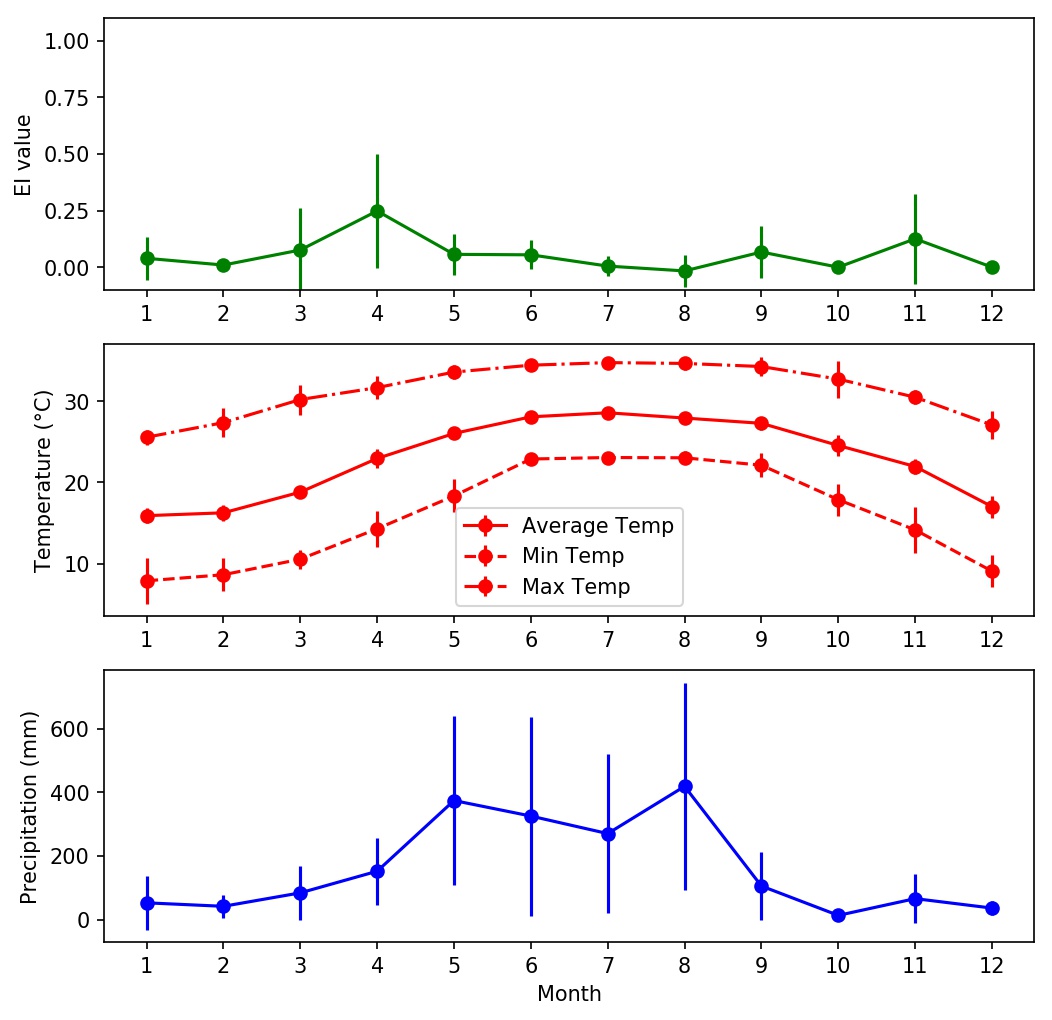 1.00
0.75
0.50
0.25
0.00
EI value
1 2 3 4 5 6 7 8 9 10 11 12
30
20
10
Temperature (°C)
Average Temp
Min Temp
Max Temp
1 2 3 4 5 6 7 8 9 10 11 12
600
400
200
0
Precipitation (mm)
1 2 3 4 5 6 7 8 9 10 11 12
Month